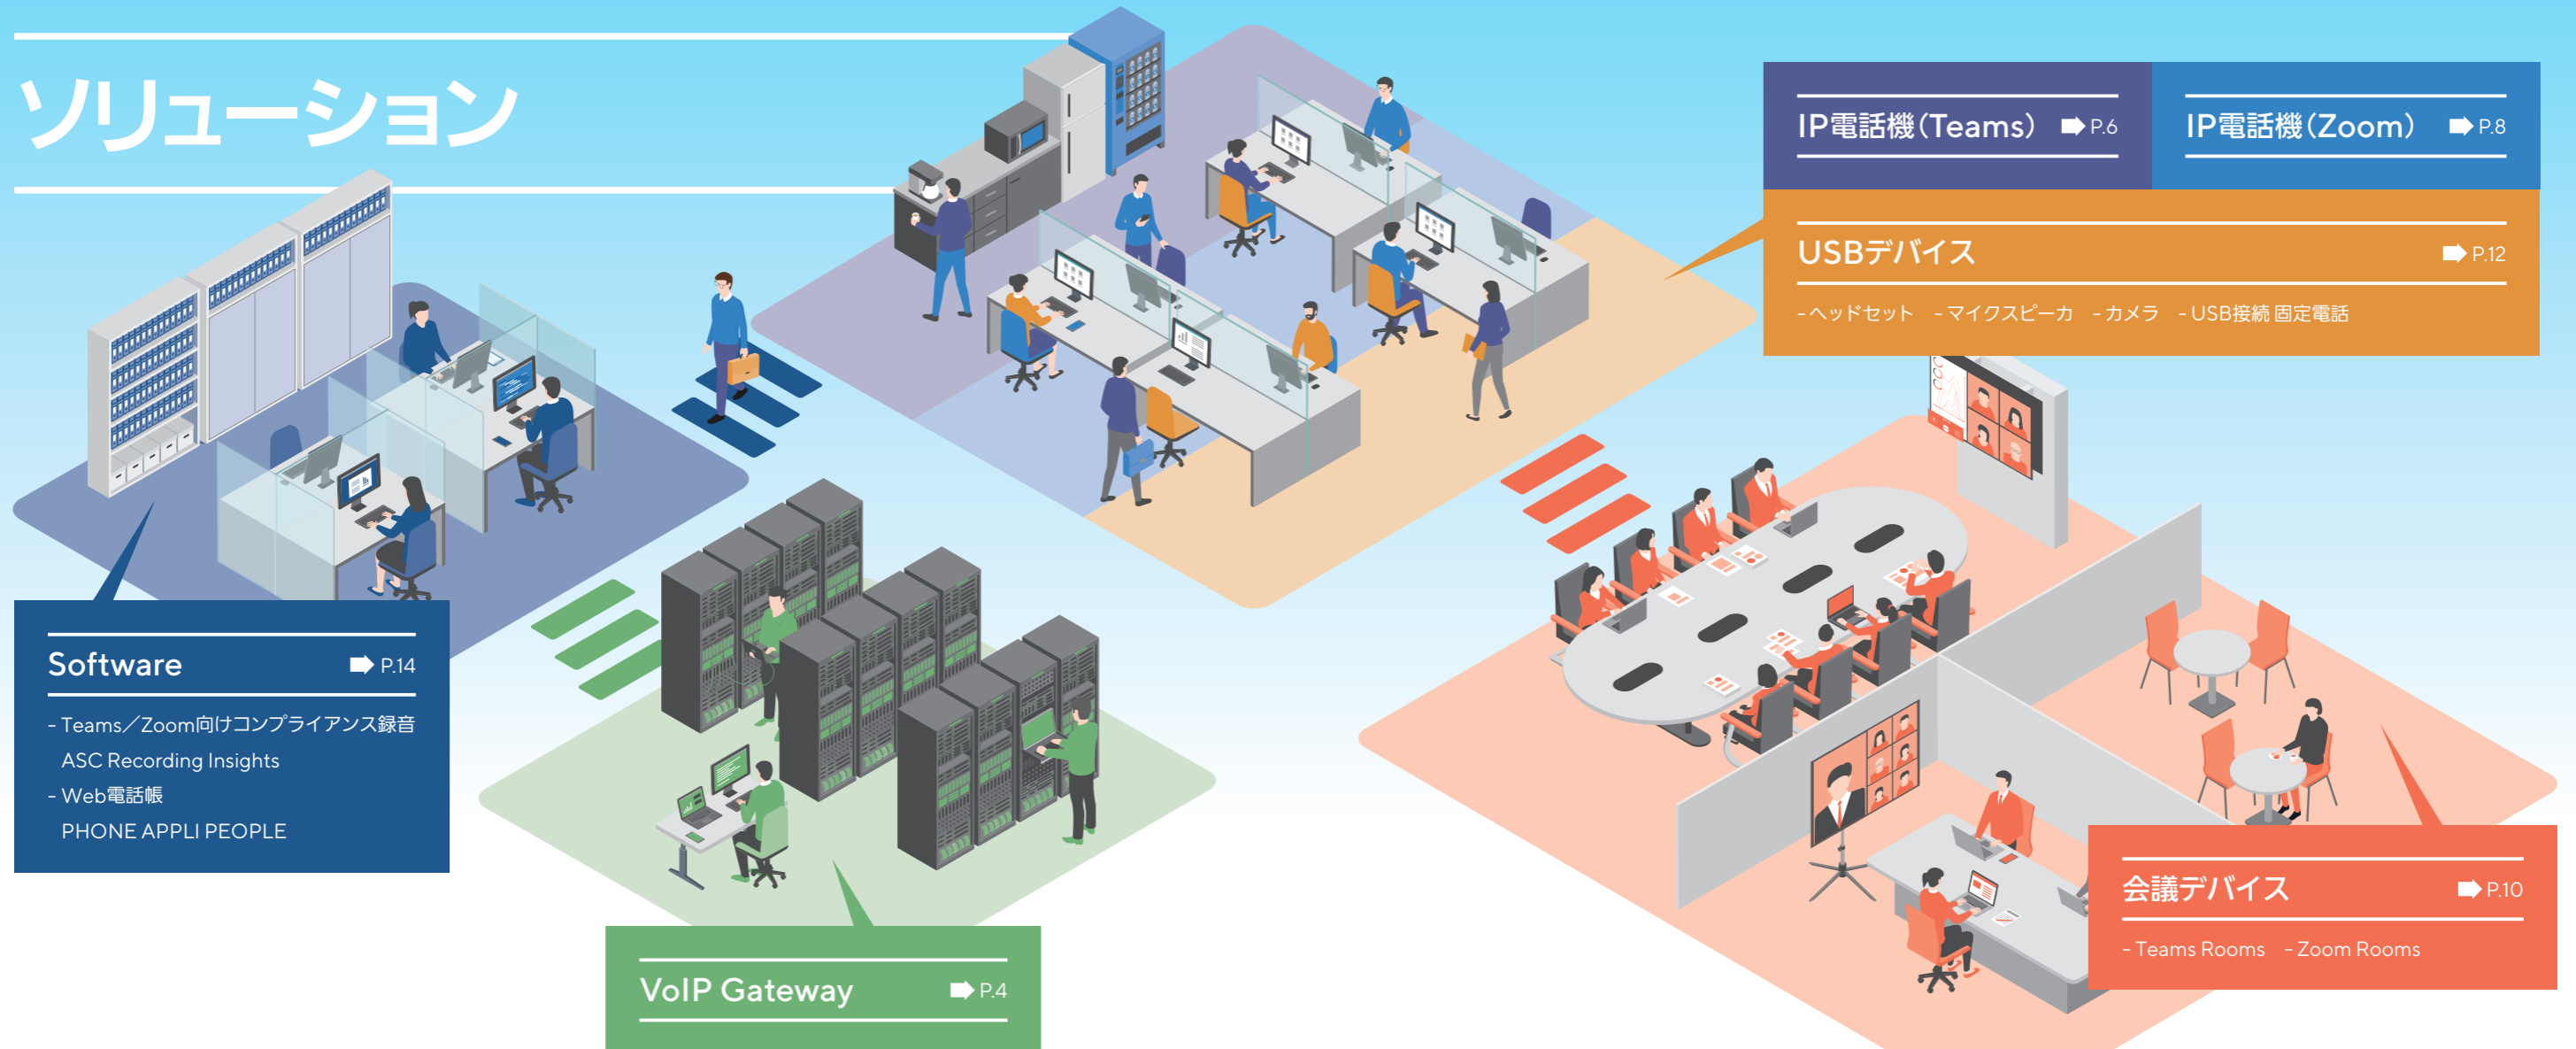 ソリューション
IP電話機(Teams) P.6
IP電話機(Zoom) P.8
USBデバイス P.12
-ヘッドセット -マイクスピーカ -カメラ -USB接続 固定電話
Software P.14
- Teams／Zoom向けコンプライアンス録音
ASC Recording Insights
- Web電話帳
PHONE APPLI PEOPLE
VoIP Gateway P.4
会議デバイス P.10
- Teams Rooms - Zoom Rooms